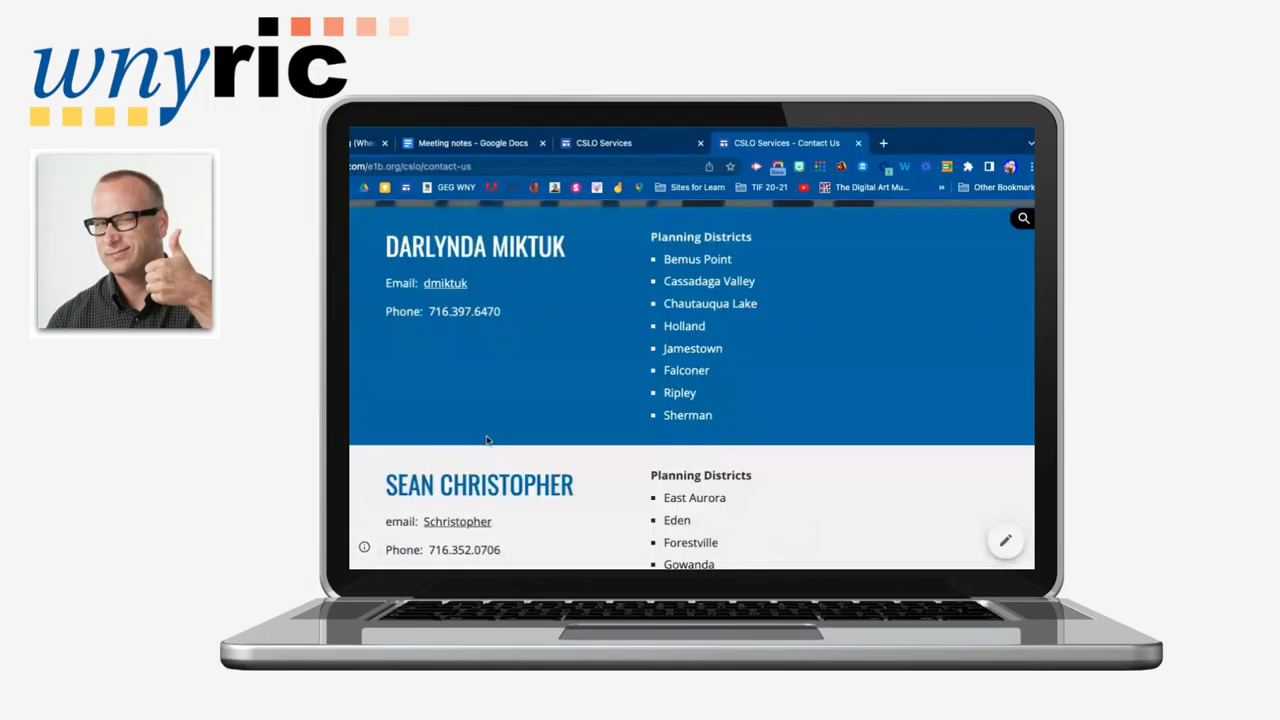 wnyric
g (Whe
Meeting notes - Google Docs
CSLO Services
CSLO Services - Contact Us
com/e1b.org/cslo/contact-us
New
GEG WNY
Sites for Learn
TIF 20-21
The Digital Art Mu...
»
Other Bookmark
DARLYNDA MIKTUK
Email: dmiktuk
Phone: 716.397.6470
Planning Districts
Bemus Point
Cassadaga Valley
Chautauqua Lake
Holland
Jamestown
Falconer
Ripley
Sherman
SEAN CHRISTOPHER
email: Schristopher
Phone: 716.352.0706
Planning Districts
East Aurora
Eden
Forestville
Gowanda